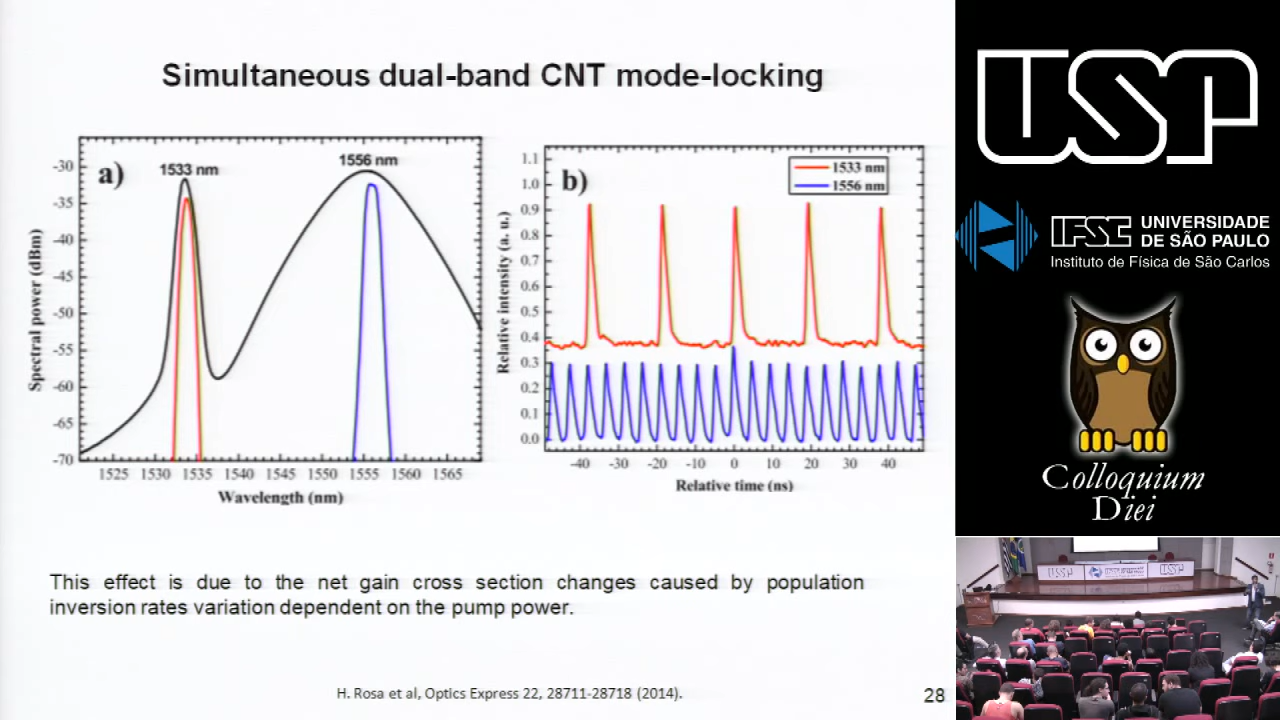 Simultaneous dual-band CNT mode-locking
a)
1533 nm
1556 nm
-30
-35
-40
-45
-50
-55
-60
-65
-70
Spectral power (dBm)
1525 1530 1535 1540 1545 1550 1555 1560 1565
Wavelength (nm)
b)
1533 nm
1556 nm
1.1
1.0
0.9
0.8
0.7
0.6
0.5
0.4
0.3
0.2
0.1
0.0
Relative intensity (a. u.)
-40 -30 -20 -10 0 10 20 30 40
Relative time (ns)
This effect is due to the net gain cross section changes caused by population
inversion rates variation dependent on the pump power.
H. Rosa et al, Optics Express 22, 28711-28718 (2014).
28
USP
IFSC UNIVERSIDADE
DE SÃO PAULO
Instituto de Física de São Carlos
Colloquium
Diei